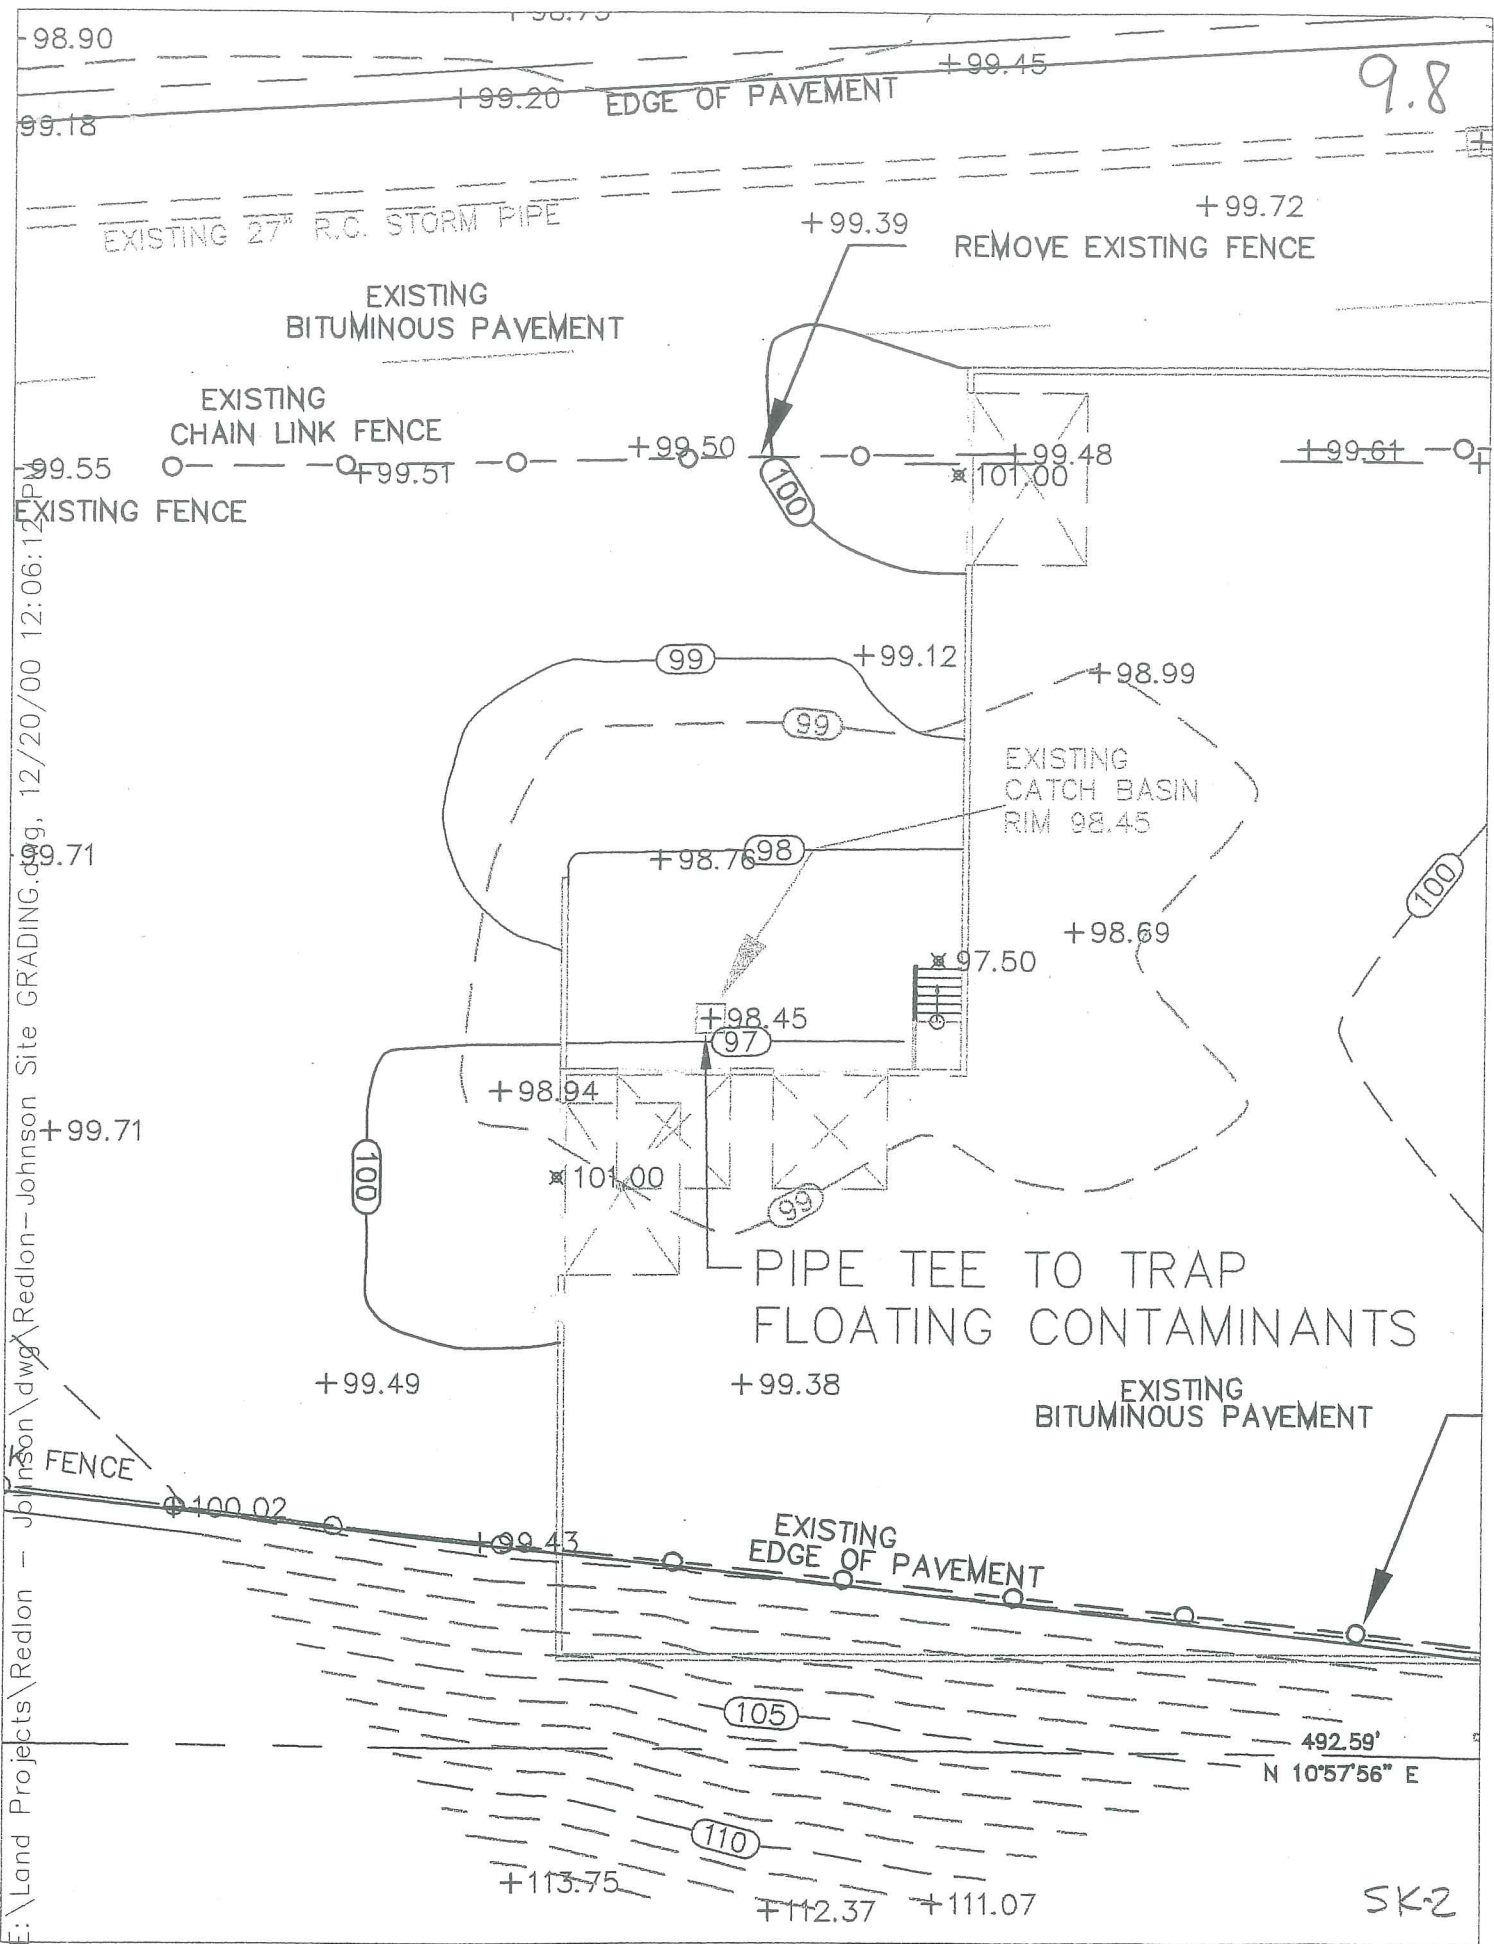 98.90
+99.45
9.8
+99.20
EDGE OF PAVEMENT
99.18
EXISTING 27" R.C. STORM PIPE
+99.39
+99.72
REMOVE EXISTING FENCE
EXISTING
BITUMINOUS PAVEMENT
EXISTING
CHAIN LINK FENCE
99.55
+99.51
+99.50
+99.48
+99.61
101.00
100
EXISTING FENCE
99
+99.12
+98.99
99
EXISTING
CATCH BASIN
RIM 98.45
99.71
+98.76
98
100
+98.69
97.50
+98.45
97
+98.94
+99.71
100
101.00
99
PIPE TEE TO TRAP
FLOATING CONTAMINANTS
+99.49
+99.38
EXISTING
BITUMINOUS PAVEMENT
K FENCE
100.02
+99.43
EXISTING
EDGE OF PAVEMENT
105
492.59'
N 10°57'56" E
110
+113.75
+112.37
+111.07
SK-2
E:\Land Projects\Redlon - Johnson\dwg\Redlon-Johnson Site GRADING.dwg, 12/20/00 12:06:12 PM